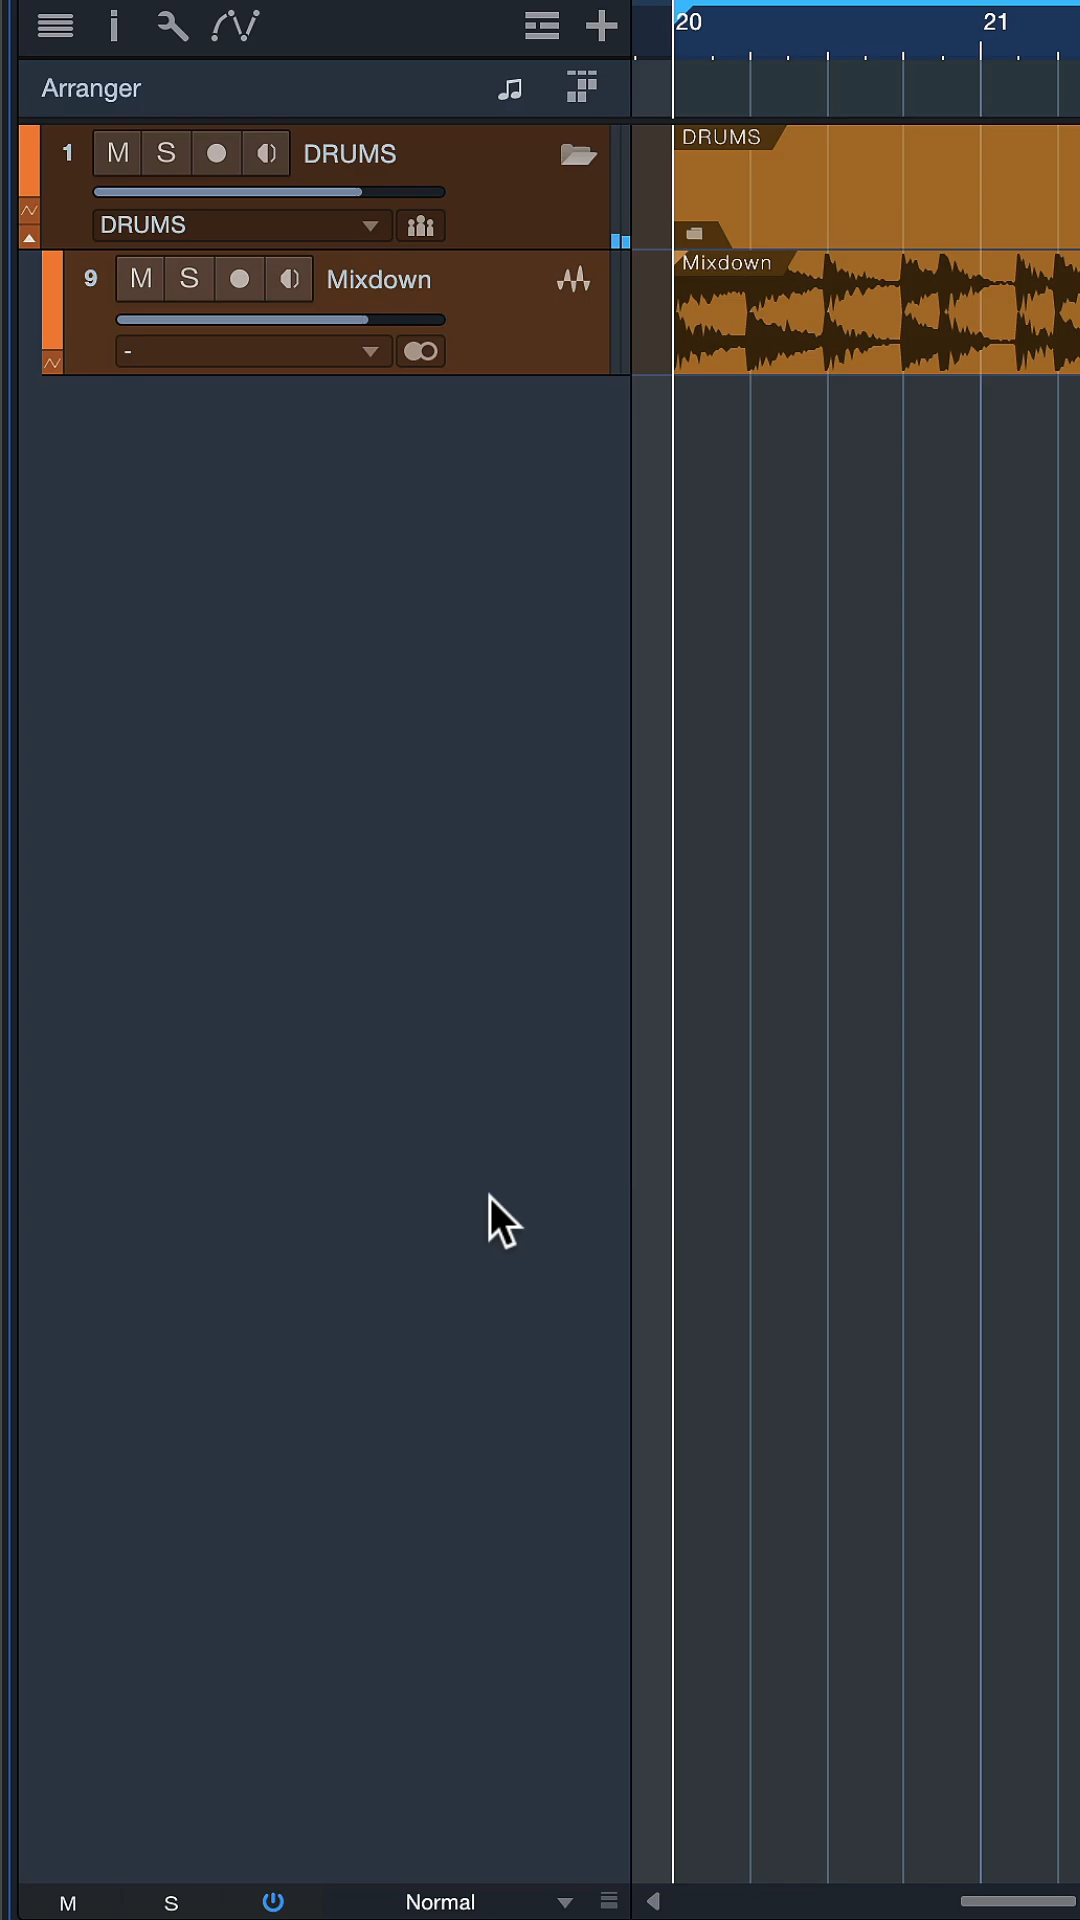 20 21
Arranger
1 M S DRUMS
DRUMS
DRUMS
9 M S Mixdown
-
Mixdown
M S Normal